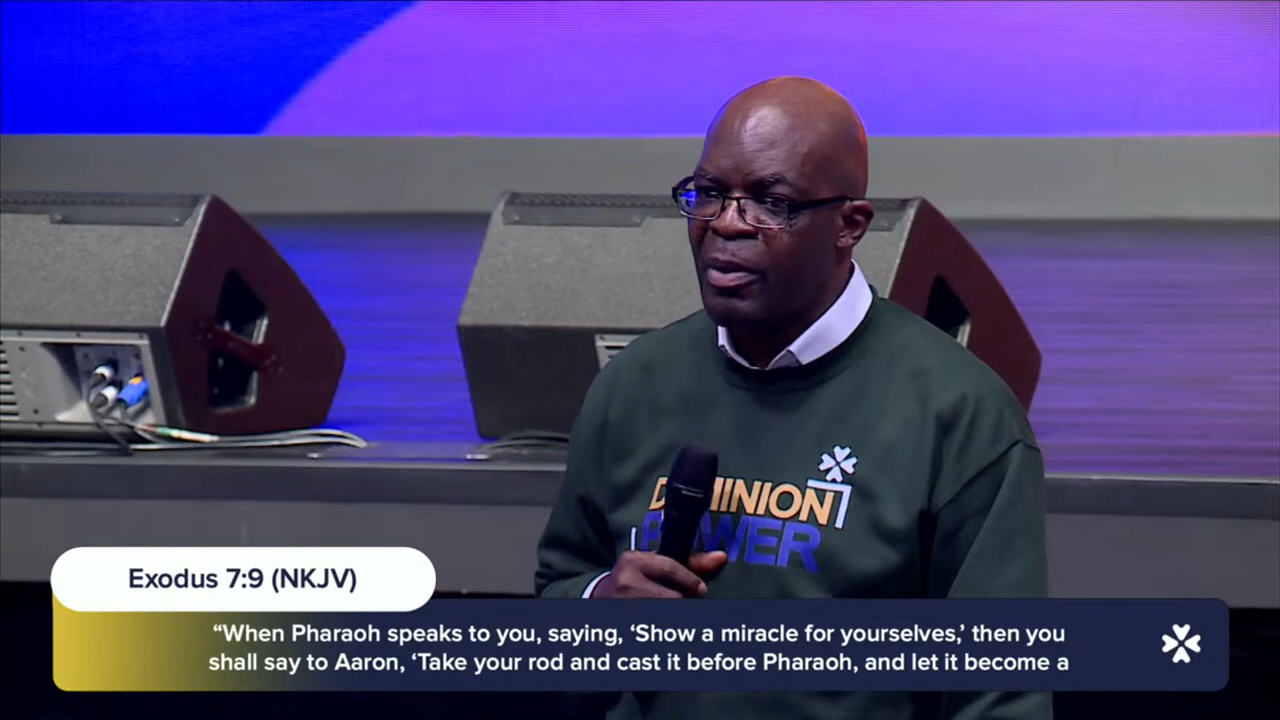 DOMINION
POWER
Exodus 7:9 (NKJV)
“When Pharaoh speaks to you, saying, ‘Show a miracle for yourselves,’ then you
shall say to Aaron, ‘Take your rod and cast it before Pharaoh, and let it become a